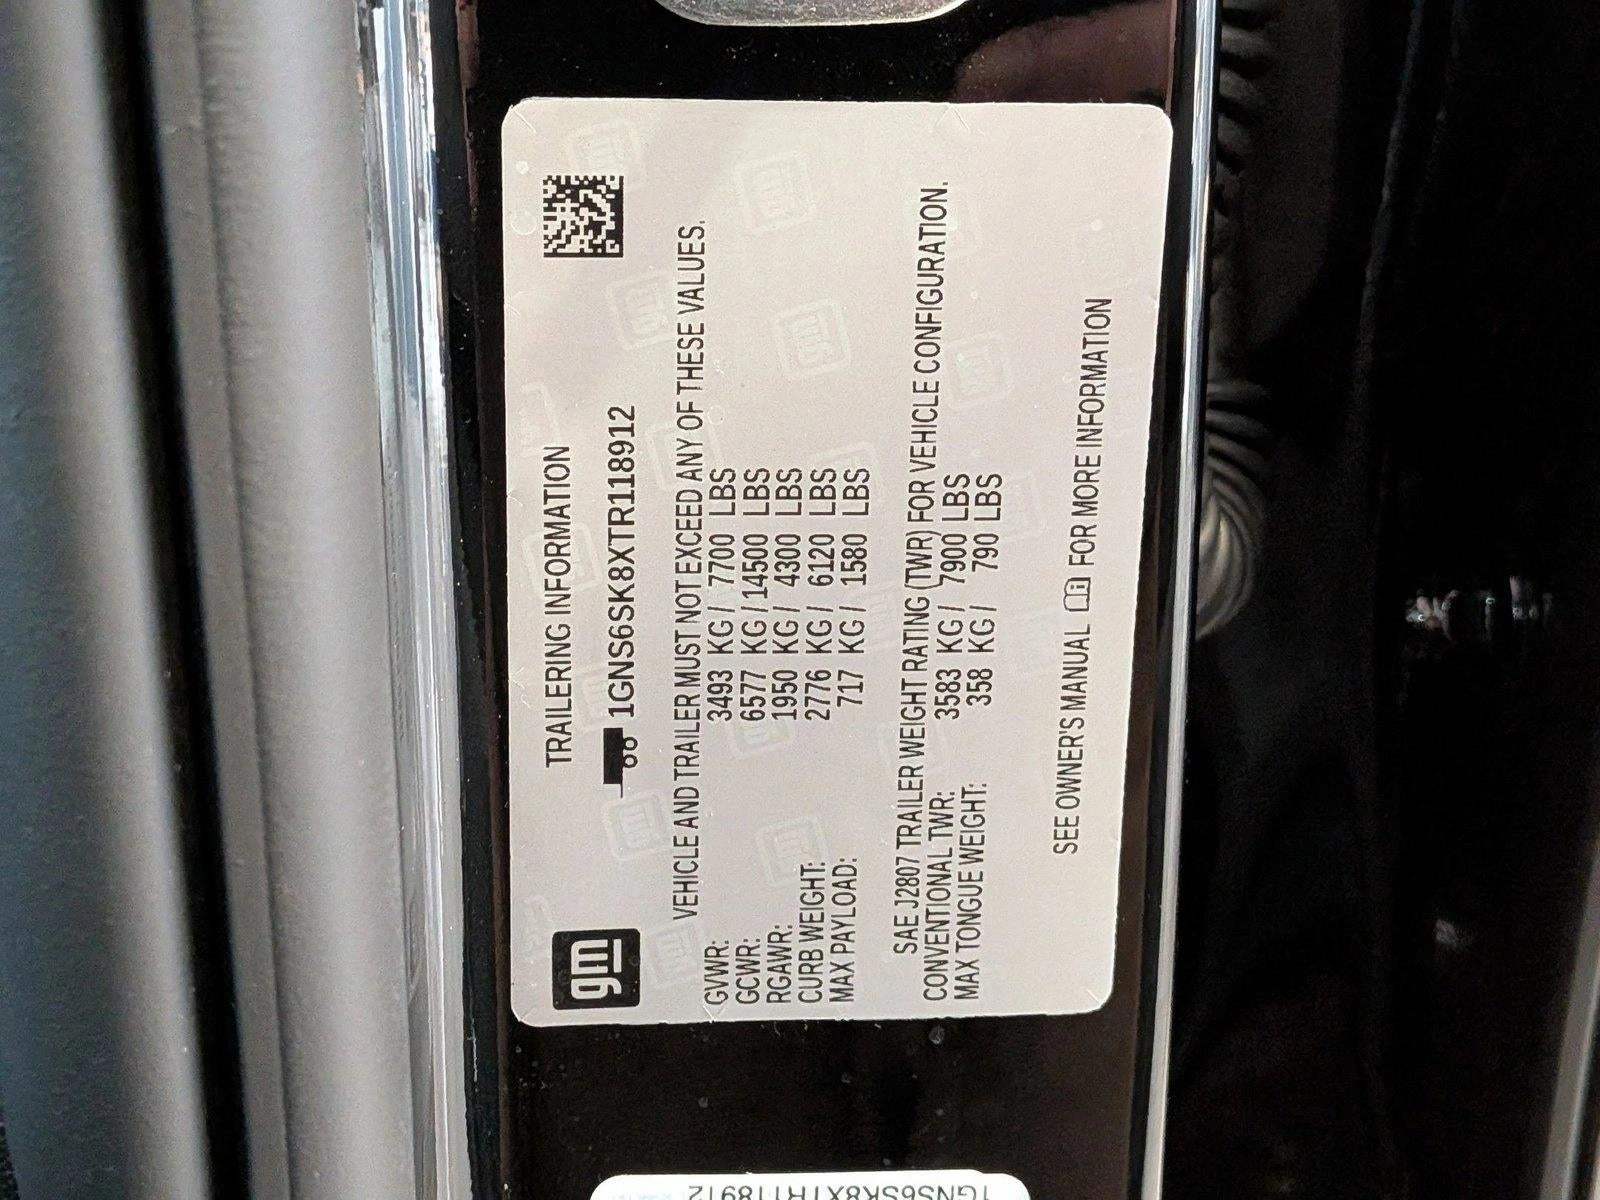 gm
TRAILERING INFORMATION
1GNS6SK8XTR118912
VEHICLE AND TRAILER MUST NOT EXCEED ANY OF THESE VALUES.
GVWR: 3493 KG / 7700 LBS
GCWR: 6577 KG / 14500 LBS
RGAWR: 1950 KG / 4300 LBS
CURB WEIGHT: 2776 KG / 6120 LBS
MAX PAYLOAD: 717 KG / 1580 LBS
SAE J2807 TRAILER WEIGHT RATING (TWR) FOR VEHICLE CONFIGURATION.
CONVENTIONAL TWR: 3583 KG / 7900 LBS
MAX TONGUE WEIGHT: 358 KG / 790 LBS
SEE OWNER'S MANUAL FOR MORE INFORMATION
1GNS6SK8XTR118912